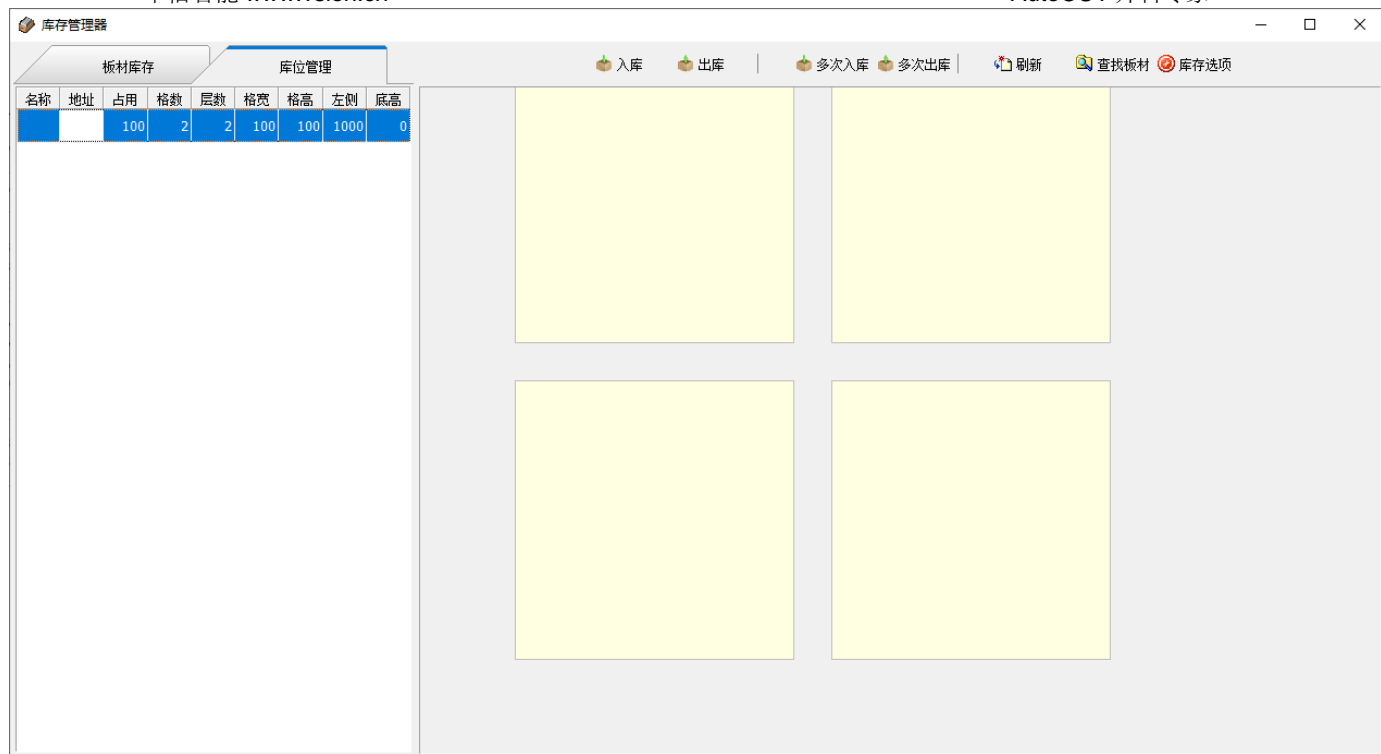 库存管理器
板材库存 库位管理 入库 出库 多次入库 多次出库 刷新 查找板材 库存选项
名称 地址 占用 格数 层数 格宽 格高 左侧 底高
100 2 2 100 100 1000 0